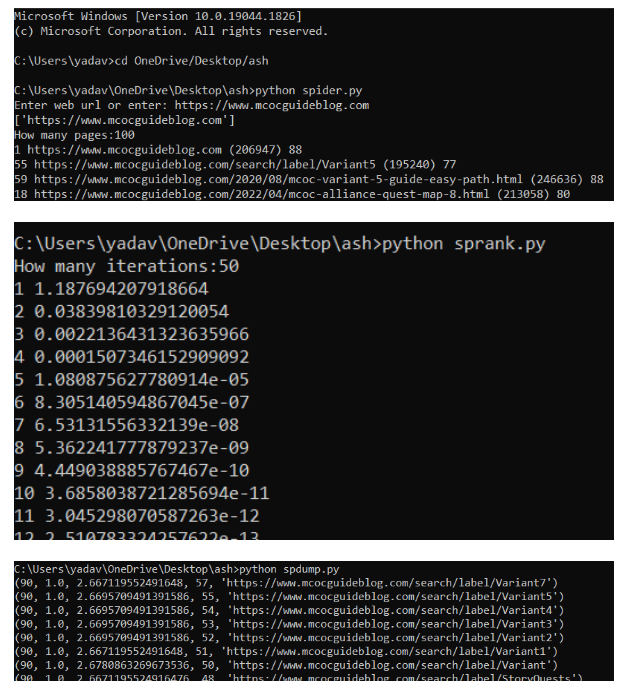 Microsoft Windows [Version 10.0.19044.1826]
(c) Microsoft Corporation. All rights reserved.
C:\Users\yadav>cd OneDrive/Desktop/ash
C:\Users\yadav\OneDrive\Desktop\ash>python spider.py
Enter web url or enter: https://www.mcocguideblog.com
['https://www.mcocguideblog.com']
How many pages:100
1 https://www.mcocguideblog.com (206947) 88
55 https://www.mcocguideblog.com/search/label/Variant5 (195240) 77
59 https://www.mcocguideblog.com/2020/08/mcoc-variant-5-guide-easy-path.html (246636) 88
18 https://www.mcocguideblog.com/2022/04/mcoc-alliance-quest-map-8.html (213058) 80
C:\Users\yadav\OneDrive\Desktop\ash>python sprank.py
How many iterations:50
1 1.187694207918664
2 0.03839810329120054
3 0.0022136431323635966
4 0.0001507346152909092
5 1.080875627780914e-05
6 8.305140594867045e-07
7 6.53131556332139e-08
8 5.362241777879237e-09
9 4.449038885767467e-10
10 3.6858038721285694e-11
11 3.045298070587263e-12
12 2.510783324257622e-13
C:\Users\yadav\OneDrive\Desktop\ash>python spdump.py
(90, 1.0, 2.667119552491648, 57, 'https://www.mcocguideblog.com/search/label/Variant7')
(90, 1.0, 2.6695709491391586, 55, 'https://www.mcocguideblog.com/search/label/Variant5')
(90, 1.0, 2.6695709491391586, 54, 'https://www.mcocguideblog.com/search/label/Variant4')
(90, 1.0, 2.6695709491391586, 53, 'https://www.mcocguideblog.com/search/label/Variant3')
(90, 1.0, 2.6695709491391586, 52, 'https://www.mcocguideblog.com/search/label/Variant2')
(90, 1.0, 2.667119552491648, 51, 'https://www.mcocguideblog.com/search/label/Variant1')
(90, 1.0, 2.6780863269673536, 50, 'https://www.mcocguideblog.com/search/label/Variant')
(90, 1.0, 2.6671195524916476, 48, 'https://www.mcocguideblog.com/search/label/StoryQuests')